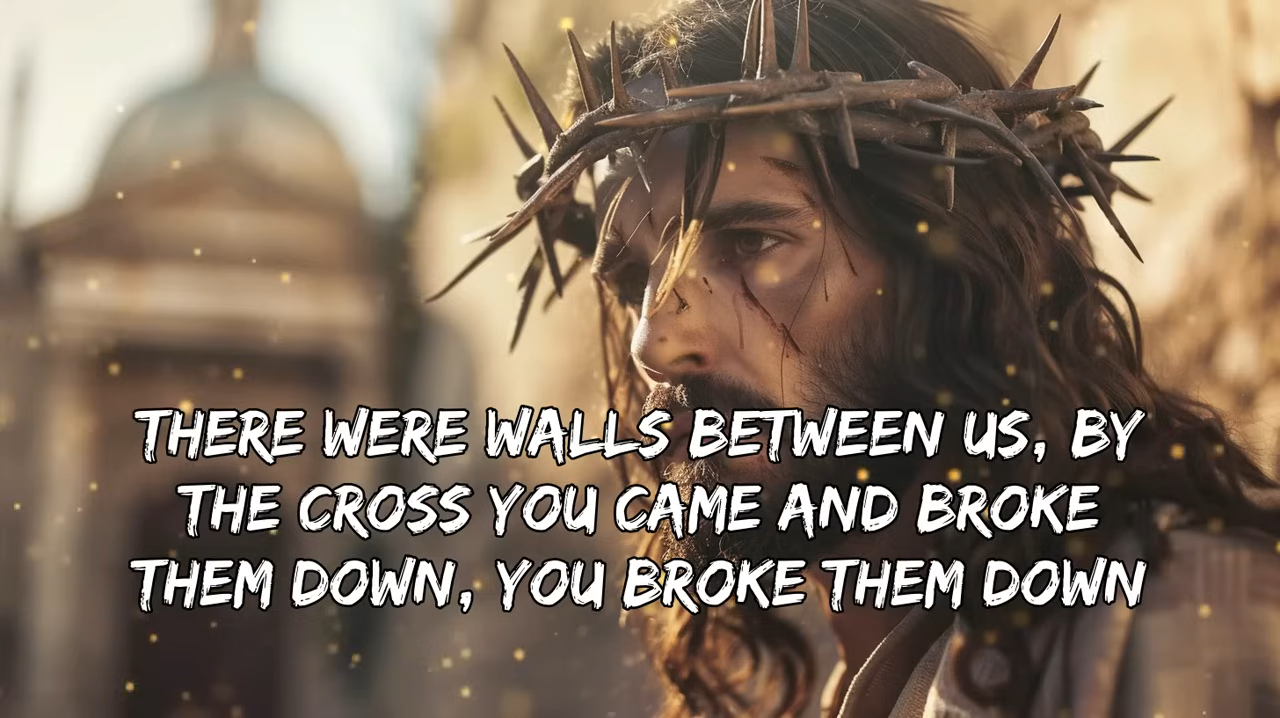 THERE WERE WALLS BETWEEN US, BY
THE CROSS YOU CAME AND BROKE
THEM DOWN, YOU BROKE THEM DOWN